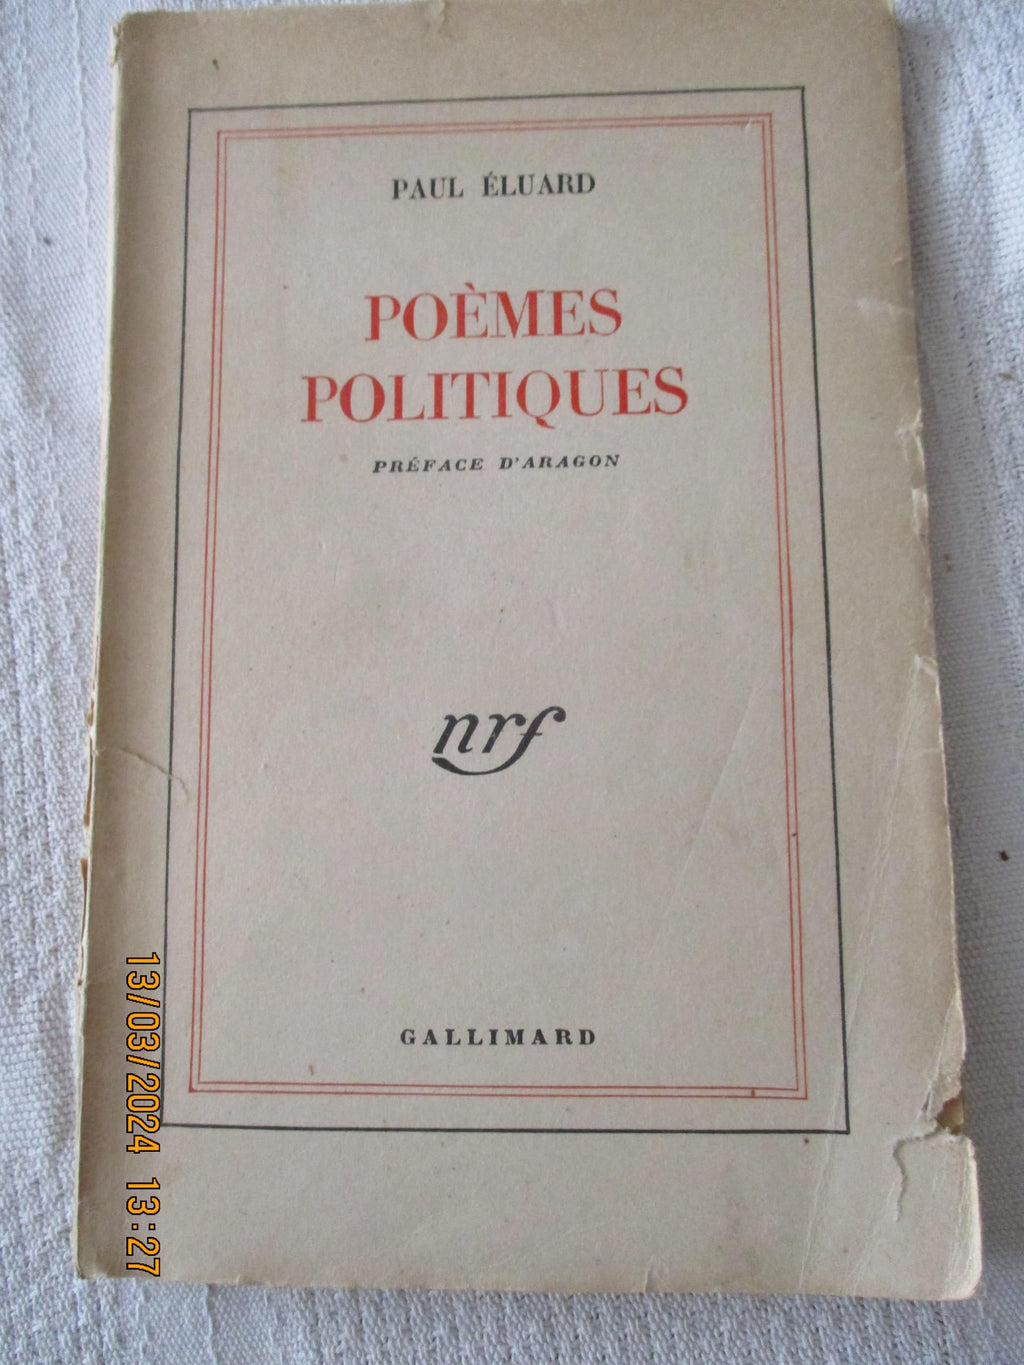 PAUL ÉLUARD
POÈMES
POLITIQUES
PRÉFACE D'ARAGON
nrf
GALLIMARD
13/03/2024 13:27